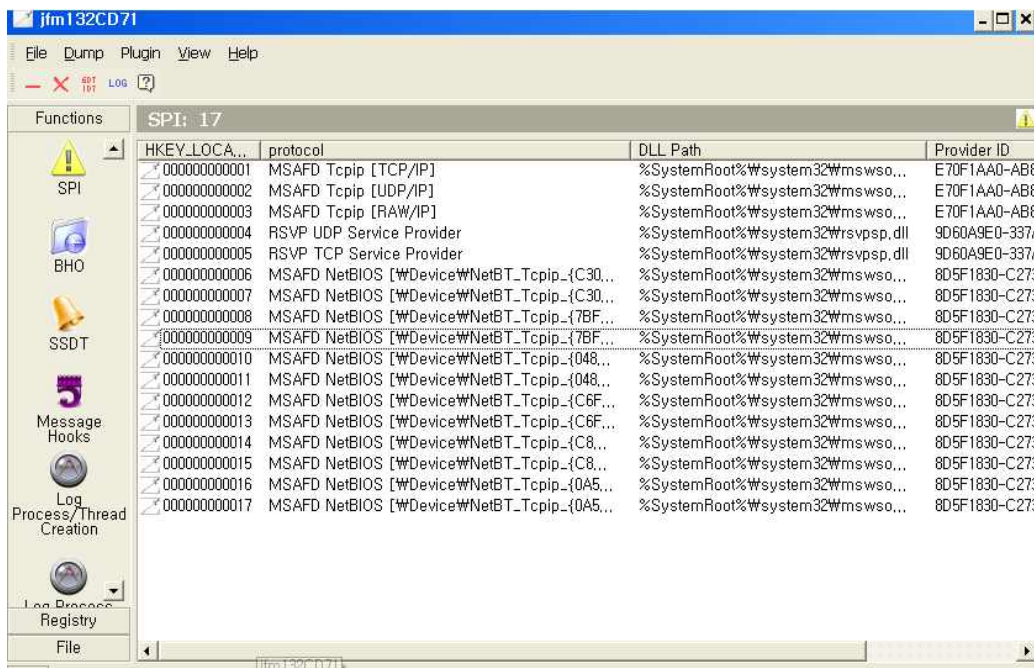 jfm132CD71
File Dump Plugin View Help
GDT IDT LOG
Functions
SPI: 17
SPI
BHO
SSDT
Message
Hooks
Log
Process/Thread
Creation
Log Process
Registry
File
HKEY_LOCA... protocol DLL Path Provider ID
000000000001 MSAFD Tcpip [TCP/IP] %SystemRoot%₩system32₩mswso... E70F1AA0-AB8
000000000002 MSAFD Tcpip [UDP/IP] %SystemRoot%₩system32₩mswso... E70F1AA0-AB8
000000000003 MSAFD Tcpip [RAW/IP] %SystemRoot%₩system32₩mswso... E70F1AA0-AB8
000000000004 RSVP UDP Service Provider %SystemRoot%₩system32₩rsvpsp.dll 9D60A9E0-337
000000000005 RSVP TCP Service Provider %SystemRoot%₩system32₩rsvpsp.dll 9D60A9E0-337
000000000006 MSAFD NetBIOS [₩Device₩NetBT_Tcpip_{C30... %SystemRoot%₩system32₩mswso... 8D5F1830-C27
000000000007 MSAFD NetBIOS [₩Device₩NetBT_Tcpip_{C30... %SystemRoot%₩system32₩mswso... 8D5F1830-C27
000000000008 MSAFD NetBIOS [₩Device₩NetBT_Tcpip_{7BF... %SystemRoot%₩system32₩mswso... 8D5F1830-C27
000000000009 MSAFD NetBIOS [₩Device₩NetBT_Tcpip_{7BF... %SystemRoot%₩system32₩mswso... 8D5F1830-C27
000000000010 MSAFD NetBIOS [₩Device₩NetBT_Tcpip_{048... %SystemRoot%₩system32₩mswso... 8D5F1830-C27
000000000011 MSAFD NetBIOS [₩Device₩NetBT_Tcpip_{048... %SystemRoot%₩system32₩mswso... 8D5F1830-C27
000000000012 MSAFD NetBIOS [₩Device₩NetBT_Tcpip_{C6F... %SystemRoot%₩system32₩mswso... 8D5F1830-C27
000000000013 MSAFD NetBIOS [₩Device₩NetBT_Tcpip_{C6F... %SystemRoot%₩system32₩mswso... 8D5F1830-C27
000000000014 MSAFD NetBIOS [₩Device₩NetBT_Tcpip_{C8... %SystemRoot%₩system32₩mswso... 8D5F1830-C27
000000000015 MSAFD NetBIOS [₩Device₩NetBT_Tcpip_{C8... %SystemRoot%₩system32₩mswso... 8D5F1830-C27
000000000016 MSAFD NetBIOS [₩Device₩NetBT_Tcpip_{0A5... %SystemRoot%₩system32₩mswso... 8D5F1830-C27
000000000017 MSAFD NetBIOS [₩Device₩NetBT_Tcpip_{0A5... %SystemRoot%₩system32₩mswso... 8D5F1830-C27
jfm132CD71